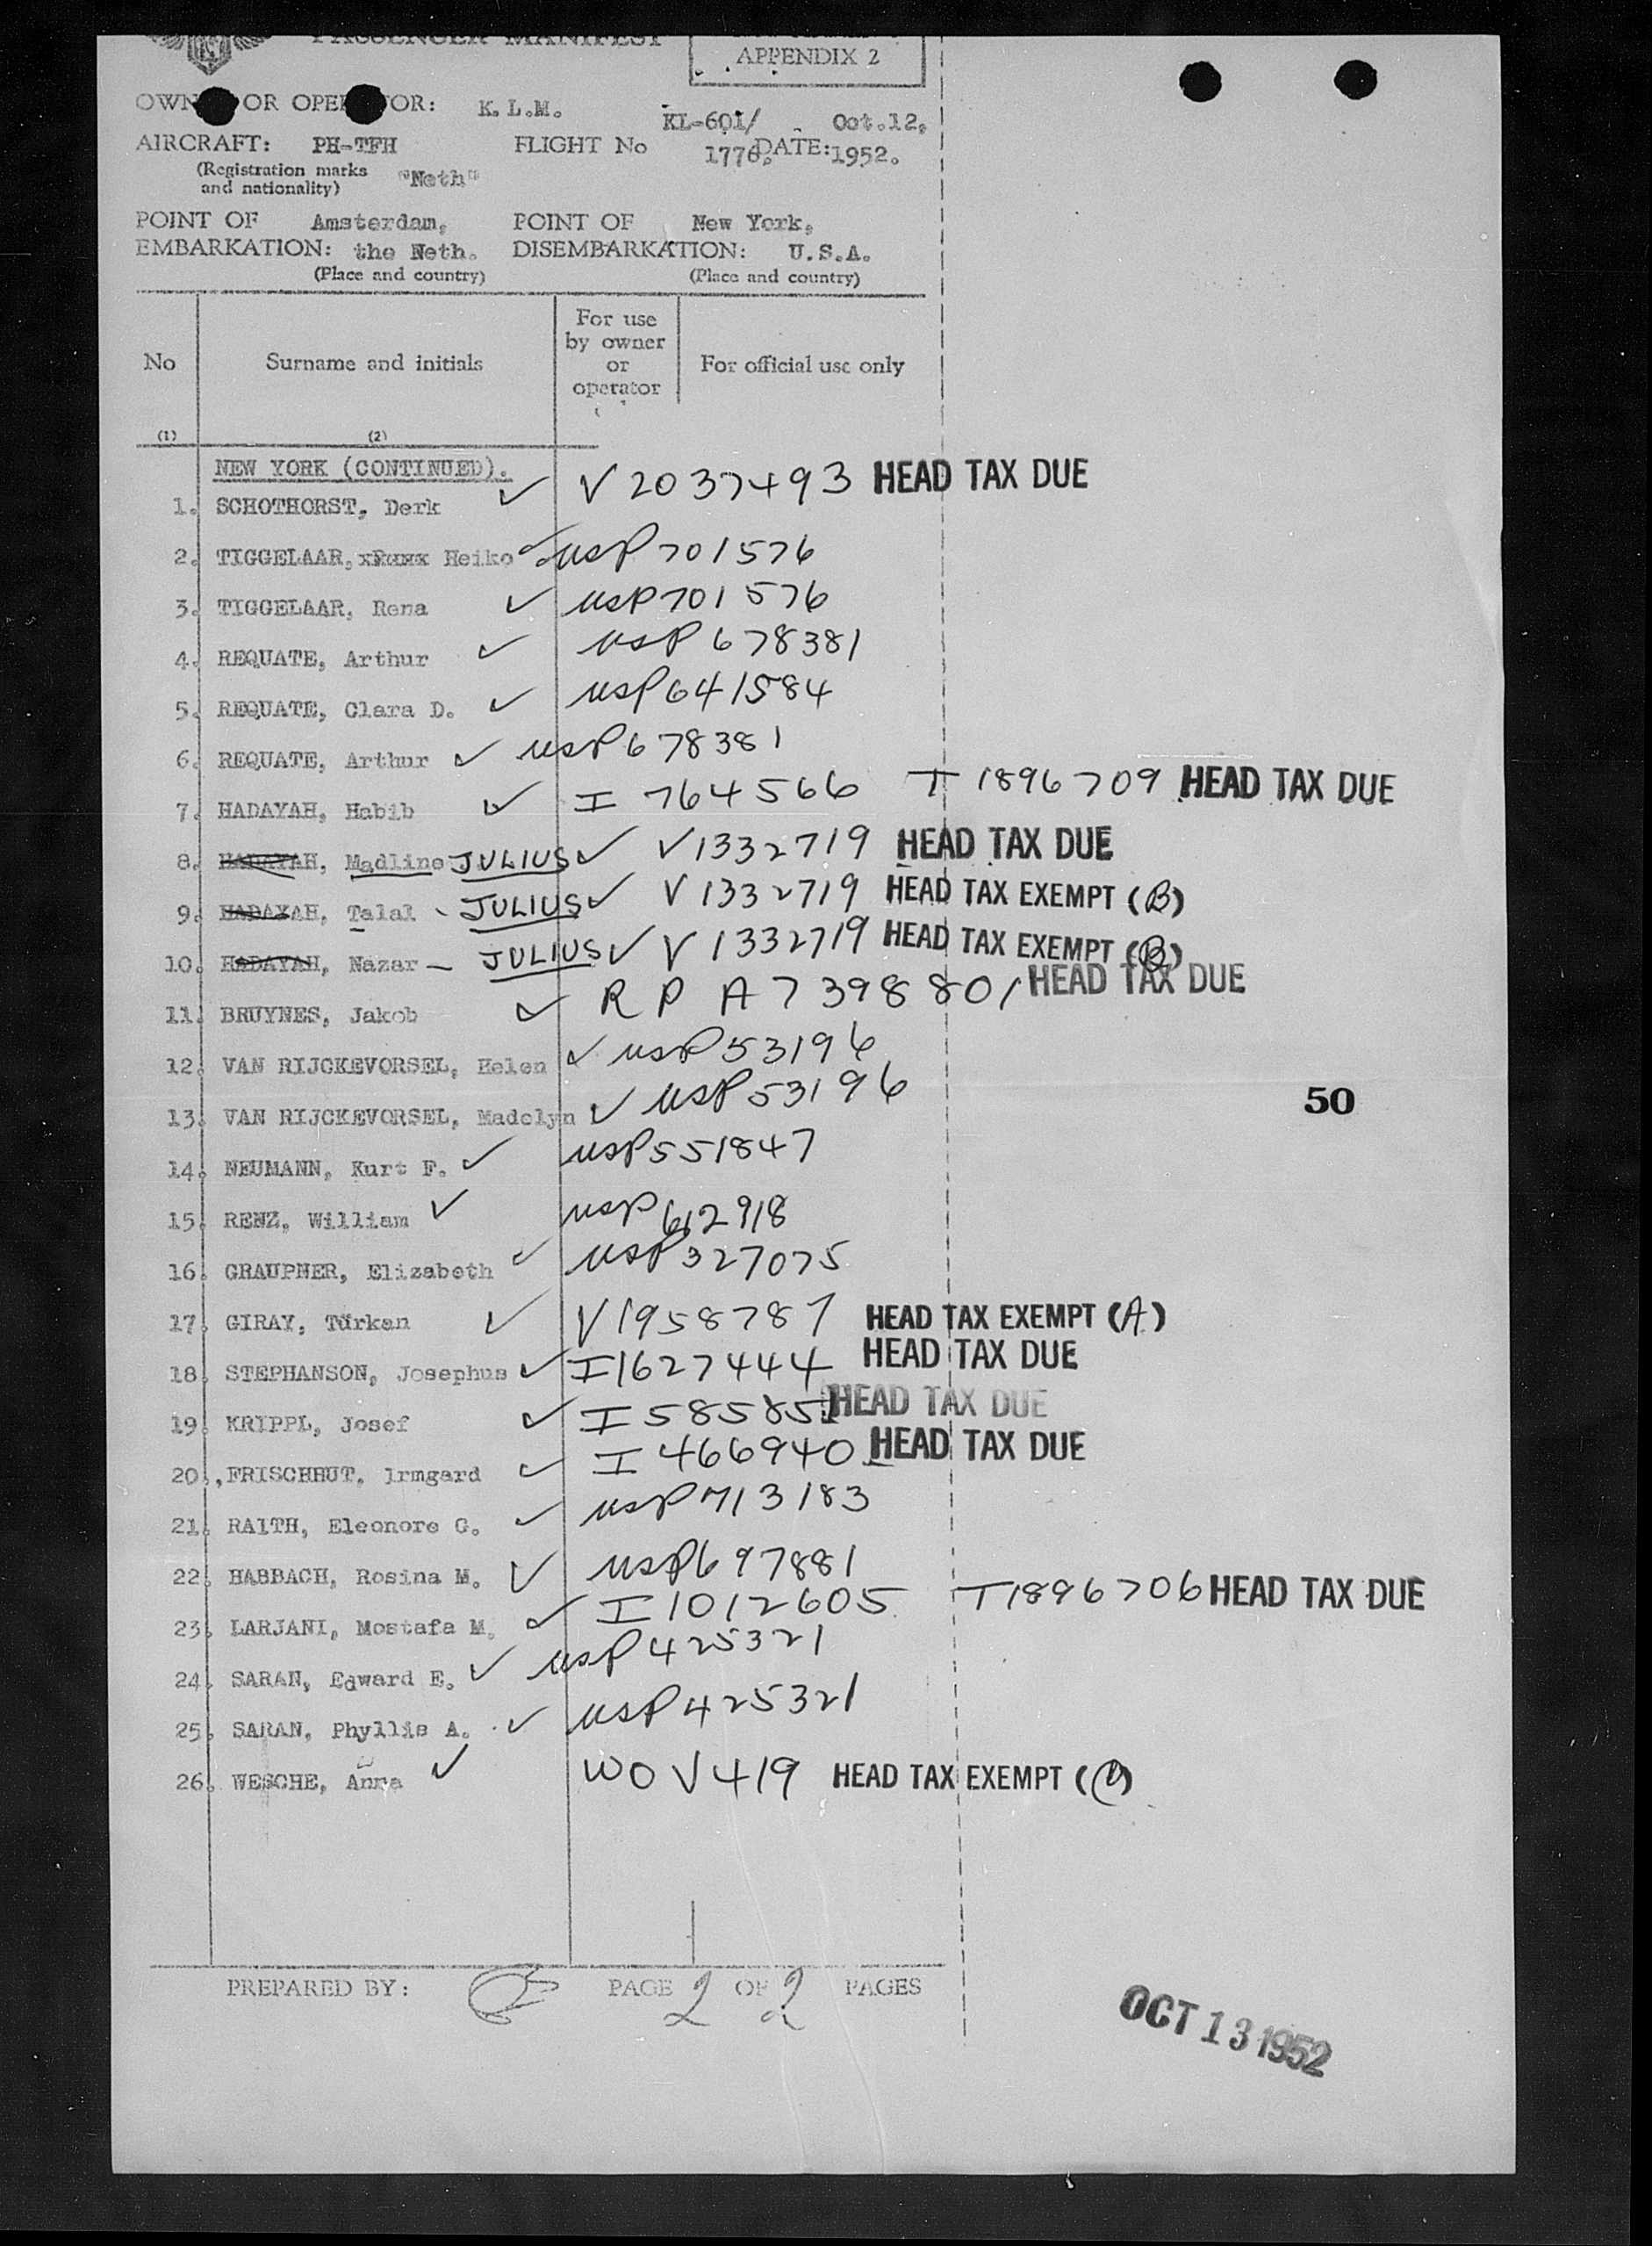 PASSENGER MANIFEST
APPENDIX 2
OWN OR OPE OR: K.L.M.
KL-601/ Oct.12,
AIRCRAFT: PH-TFH FLIGHT No 1776. DATE: 1952.
(Registration marks and nationality) "Neth"
POINT OF EMBARKATION: Amsterdam, the Neth. POINT OF DISEMBARKATION: New York, U.S.A.
(Place and country) (Place and country)
No Surname and initials For use by owner or operator For official use only
(1) (2)
NEW YORK (CONTINUED).
1. SCHOTHORST, Derk ✓ V 2037493 HEAD TAX DUE
2. TIGGELAAR, Heiko ✓ USP 701576
3. TIGGELAAR, Rena ✓ USP 701576
4. REQUATE, Arthur ✓ USP 678381
5. REQUATE, Clara D. ✓ USP 641584
6. REQUATE, Arthur ✓ USP 678381
7. HADAYAH, Habib ✓ I 764566 T 1896709 HEAD TAX DUE
8. HADAYAH, Madline JULIUS ✓ V 1332719 HEAD TAX DUE
9. HADAYAH, Talal - JULIUS ✓ V 1332719 HEAD TAX EXEMPT (B)
10. HADAYAH, Nazar - JULIUS ✓ V 1332719 HEAD TAX EXEMPT (B)
11. BRUYNES, Jakob ✓ R P A7398801 HEAD TAX DUE
12. VAN RIJCKEVORSEL, Helen ✓ USP 53196
13. VAN RIJCKEVORSEL, Madelyn ✓ USP 53196
50
14. NEUMANN, Kurt F. ✓ USP 551847
15. RENZ, William ✓ USP 612918
16. GRAUPNER, Elizabeth ✓ USP 327075
17. GIRAY, Türkan ✓ V 1958787 HEAD TAX EXEMPT (A)
18. STEPHANSON, Josephus ✓ I 1627444 HEAD TAX DUE
19. KRIPPL, Josef ✓ I 585851 HEAD TAX DUE
20. FRISCHHUT, Irmgard ✓ I 466940 HEAD TAX DUE
21. RAITH, Eleonore G. ✓ USP 713183
22. HABBACH, Rosina M. ✓ USP 697881
23. LARJANI, Mostafa M. ✓ I 1012605 T 1896706 HEAD TAX DUE
24. SARAN, Edward E. ✓ USP 425321
25. SARAN, Phyllis A. ✓ USP 425321
26. WESCHE, Anna ✓ WO V 419 HEAD TAX EXEMPT
PREPARED BY: PAGE 2 OF 2 PAGES
OCT 13 1952